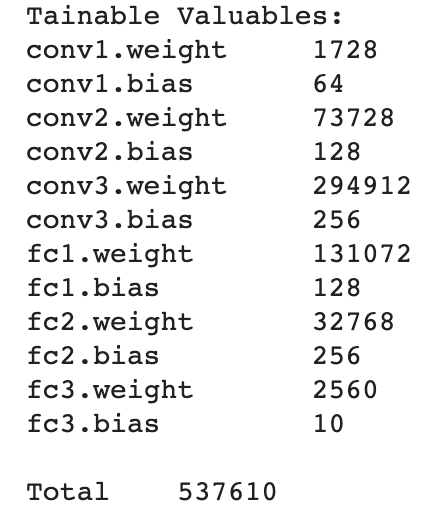 Tainable Valuables:
conv1.weight 1728
conv1.bias 64
conv2.weight 73728
conv2.bias 128
conv3.weight 294912
conv3.bias 256
fc1.weight 131072
fc1.bias 128
fc2.weight 32768
fc2.bias 256
fc3.weight 2560
fc3.bias 10
Total 537610